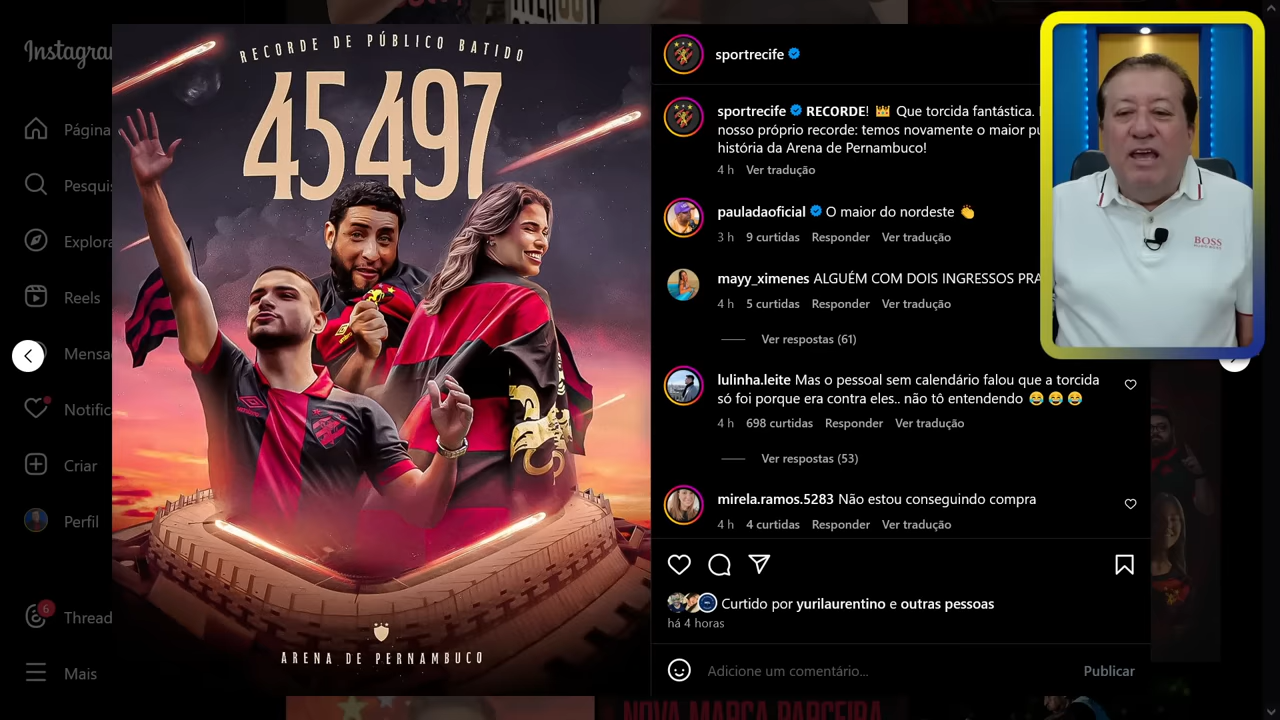 Instagram
Página
Pesquis
Explora
Reels
Mensa
Notific
Criar
Perfil
6
Thread
Mais
RECORDE DE PÚBLICO BATIDO
45497
ARENA DE PERNAMBUCO
sportrecife
sportrecife RECORDE! 👑 Que torcida fantástica.
nosso próprio recorde: temos novamente o maior pu
história da Arena de Pernambuco!
4 h Ver tradução
pauladaoficial O maior do nordeste 👏
3 h 9 curtidas Responder Ver tradução
mayy_ximenes ALGUÉM COM DOIS INGRESSOS PRA
4 h 5 curtidas Responder Ver tradução
Ver respostas (61)
lulinha.leite Mas o pessoal sem calendário falou que a torcida
só foi porque era contra eles.. não tô entendendo 😂😂😂
4 h 698 curtidas Responder Ver tradução
Ver respostas (53)
mirela.ramos.5283 Não estou conseguindo compra
4 h 4 curtidas Responder Ver tradução
Curtido por yurilaurentino e outras pessoas
há 4 horas
Adicione um comentário...
Publicar
BOSS
NOVA MARCA PARCEIRA